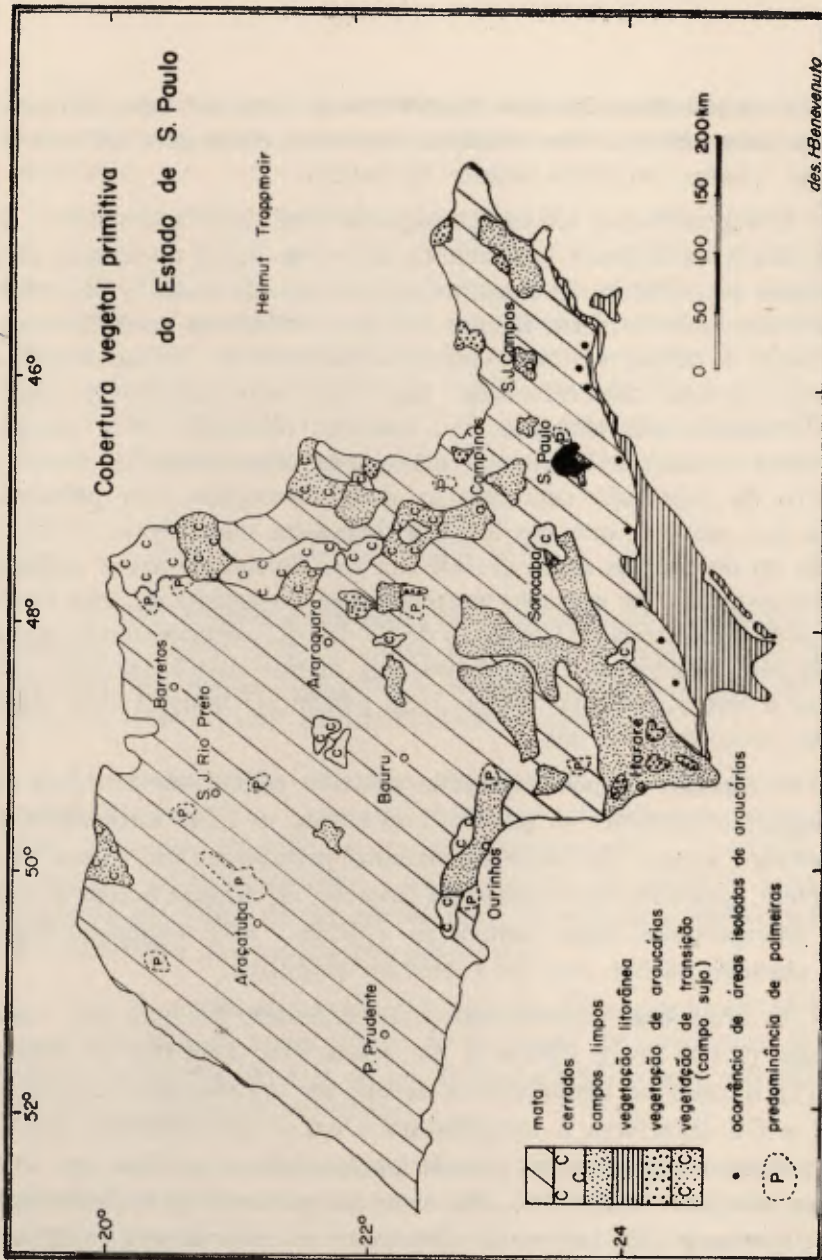 Cobertura vegetal primitiva
do Estado de S. Paulo
Helmut Troppmair
52°
50°
48°
46°
20°
22°
24
Barretos
S.J. Rio Preto
Araçatuba
Araraquara
P. Prudente
Bauru
Ourinhos
Campinas
S.J. Campos
S. Paulo
Sorocaba
Itararé
mata
cerrados
campos limpos
vegetação litorânea
vegetação de araucárias
vegetação de transição
(campo sujo)
ocorrência de áreas isoladas de araucárias
P predominância de palmeiras
0 50 100 150 200 km
des. HBenevenuto